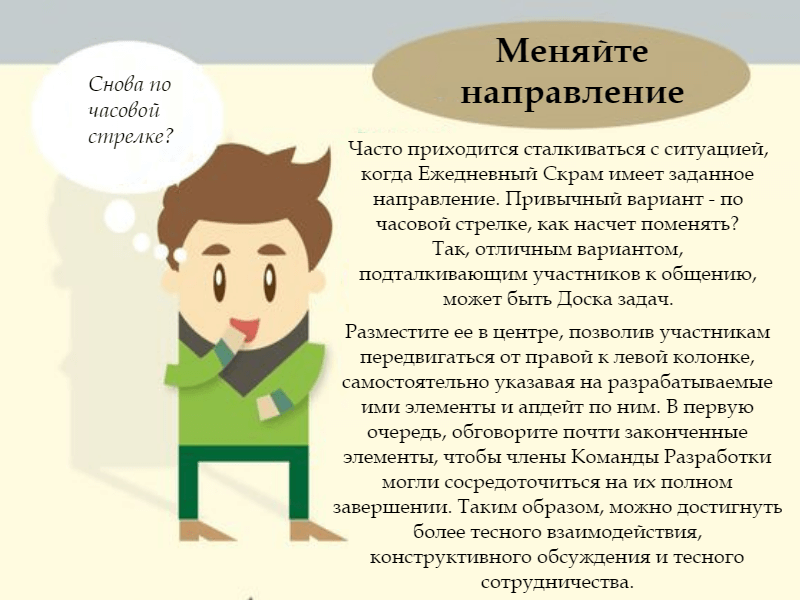 Снова по
часовой
стрелке?
Меняйте
направление
Часто приходится сталкиваться с ситуацией,
когда Ежедневный Скрам имеет заданное
направление. Привычный вариант - по
часовой стрелке, как насчет поменять?
Так, отличным вариантом,
подталкивающим участников к общению,
может быть Доска задач.
Разместите ее в центре, позволив участникам
передвигаться от правой к левой колонке,
самостоятельно указавая на разрабатываемые
ими элементы и апдейт по ним. В первую
очередь, обговорите почти законченные
элементы, чтобы члены Команды Разработки
могли сосредоточиться на их полном
завершении. Таким образом, можно достигнуть
более тесного взаимодействия,
конструктивного обсуждения и тесного
сотрудничества.